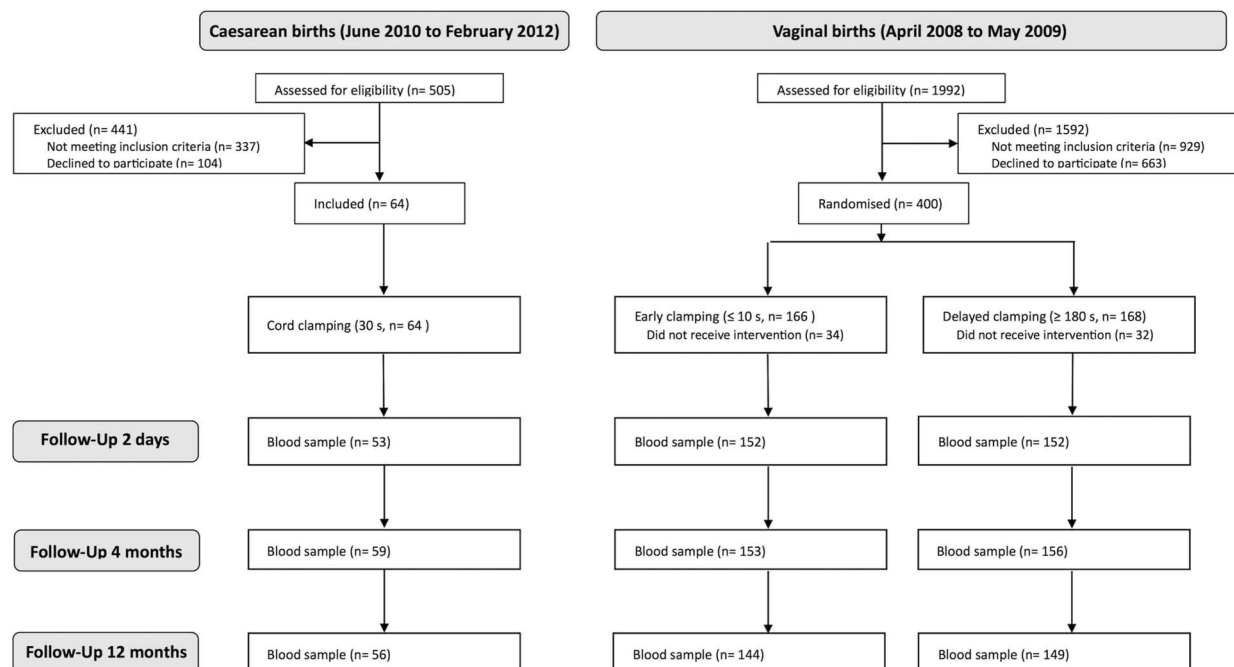 Caesarean births (June 2010 to February 2012)
Vaginal births (April 2008 to May 2009)
Assessed for eligibility (n= 505)
Assessed for eligibility (n= 1992)
Excluded (n= 441)
Not meeting inclusion criteria (n= 337)
Declined to participate (n= 104)
Excluded (n= 1592)
Not meeting inclusion criteria (n= 929)
Declined to participate (n= 663)
Included (n= 64)
Randomised (n= 400)
Cord clamping (30 s, n= 64 )
Early clamping (≤ 10 s, n= 166 )
Did not receive intervention (n= 34)
Delayed clamping (≥ 180 s, n= 168)
Did not receive intervention (n= 32)
Follow-Up 2 days
Blood sample (n= 53)
Blood sample (n= 152)
Blood sample (n= 152)
Follow-Up 4 months
Blood sample (n= 59)
Blood sample (n= 153)
Blood sample (n= 156)
Follow-Up 12 months
Blood sample (n= 56)
Blood sample (n= 144)
Blood sample (n= 149)